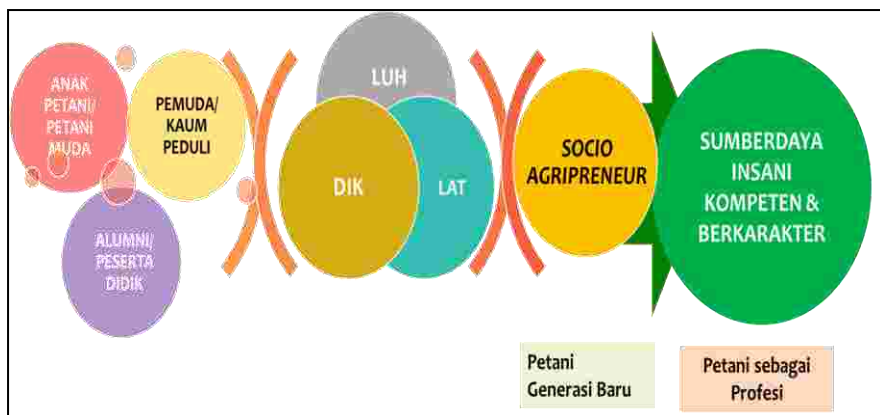 ANAK
PETANI/
PETANI
MUDA
PEMUDA/
KAUM
PEDULI
ALUMNI/
PESERTA
DIDIK
LUH
DIK
LAT
SOCIO
AGRIPRENEUR
SUMBERDAYA
INSANI
KOMPETEN &
BERKARAKTER
Petani
Generasi Baru
Petani sebagai
Profesi